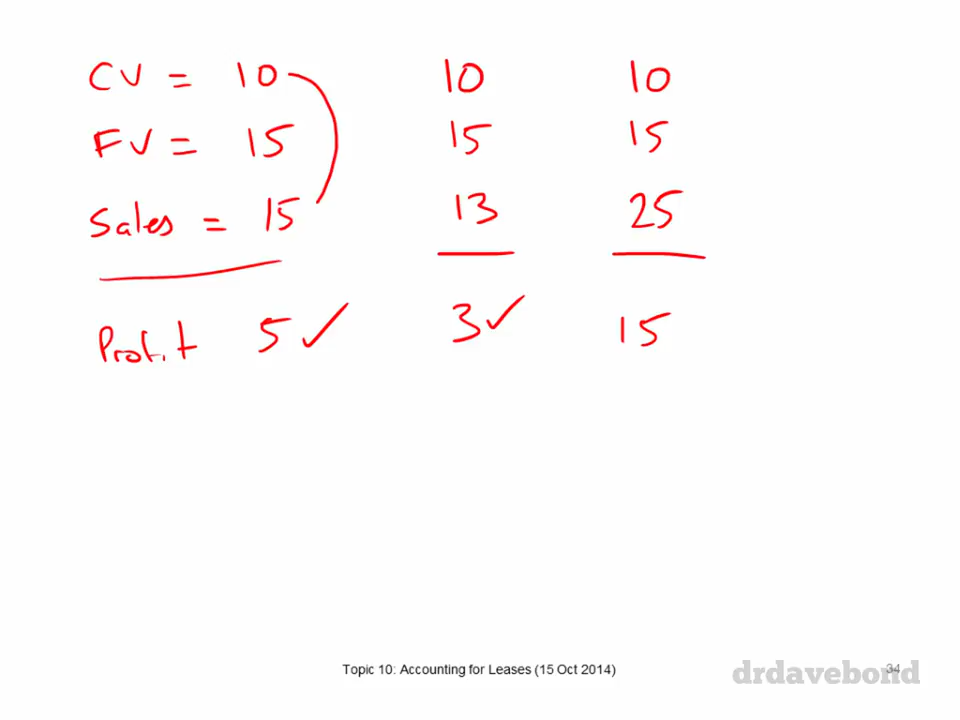 CV = 10 10 10
FV = 15 15 15
Sales = 15 13 25
Profit 5 ✓ 3 ✓ 15
Topic 10: Accounting for Leases (15 Oct 2014)
34
drdavebond